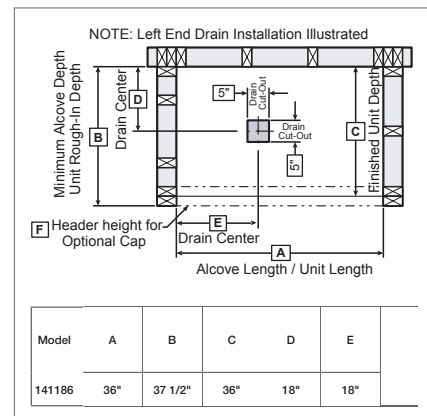 NOTE: Left End Drain Installation Illustrated
Minimum Alcove Depth
Unit Rough-In Depth
B
Drain Center
D
5"
Drain
Cut-Out
Drain
Cut-Out
5"
C
Finished Unit Depth
F Header height for
Optional Cap
E
Drain Center
A
Alcove Length / Unit Length
Model A B C D E
141186 36" 37 1/2" 36" 18" 18"